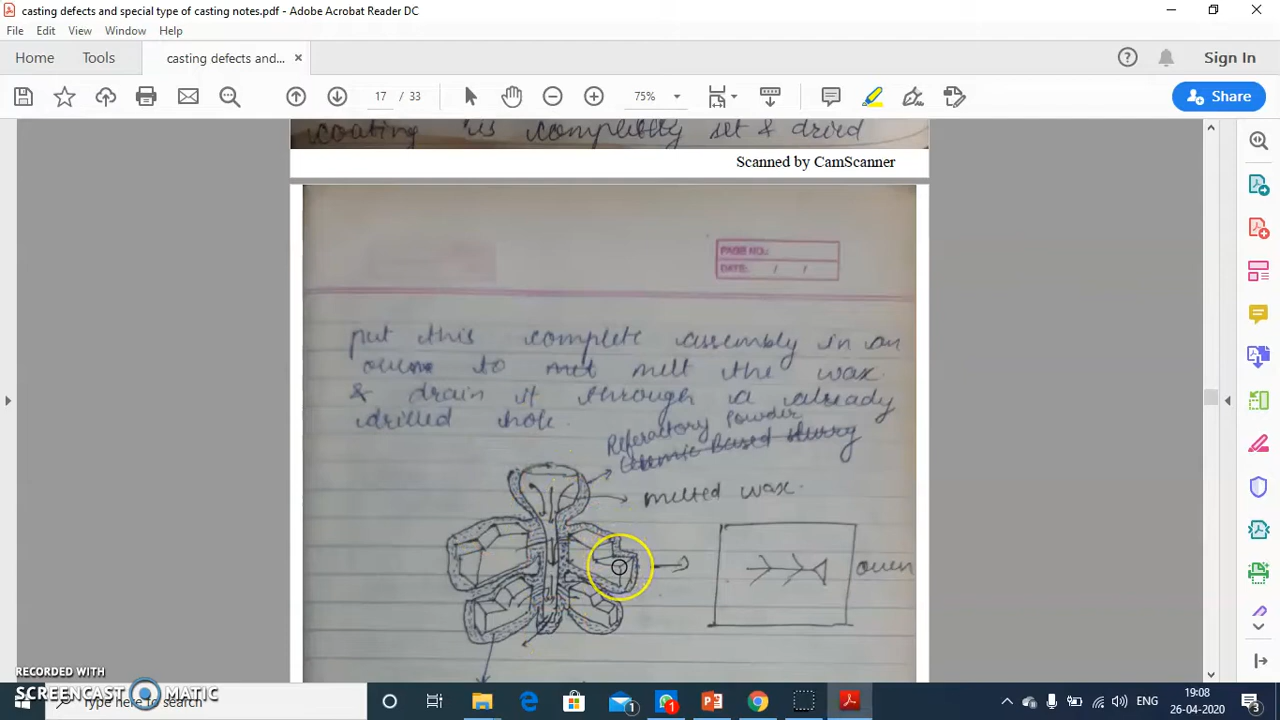 casting defects and special type of casting notes.pdf - Adobe Acrobat Reader DC
File Edit View Window Help
Home Tools casting defects and... × Sign In
17 / 33 75% Share
coating is completely set & dried
Scanned by CamScanner
PAGE NO.:
DATE: / /
put this complete assembly in an
oven to met melt the wax
& drain it through a already
drilled hole.
Refractory Powder
Ceramic Based slurry
melted wax.
oven
RECORDED WITH
SCREENCAST MATIC
Type here to search
1
1
ENG
19:08
26-04-2020
3